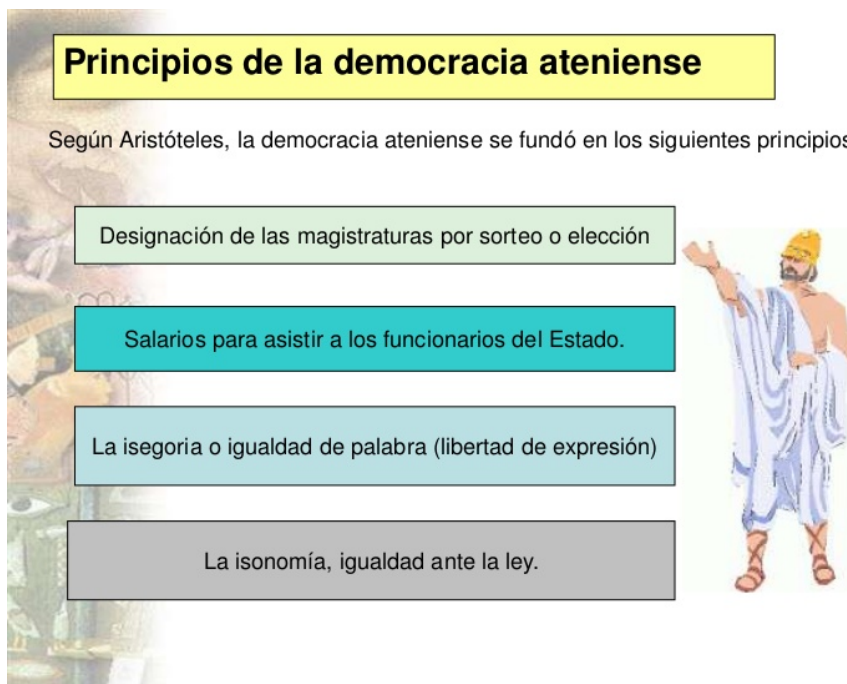 Principios de la democracia ateniense
Según Aristóteles, la democracia ateniense se fundó en los siguientes principios
Designación de las magistraturas por sorteo o elección
Salarios para asistir a los funcionarios del Estado.
La isegoria o igualdad de palabra (libertad de expresión)
La isonomía, igualdad ante la ley.